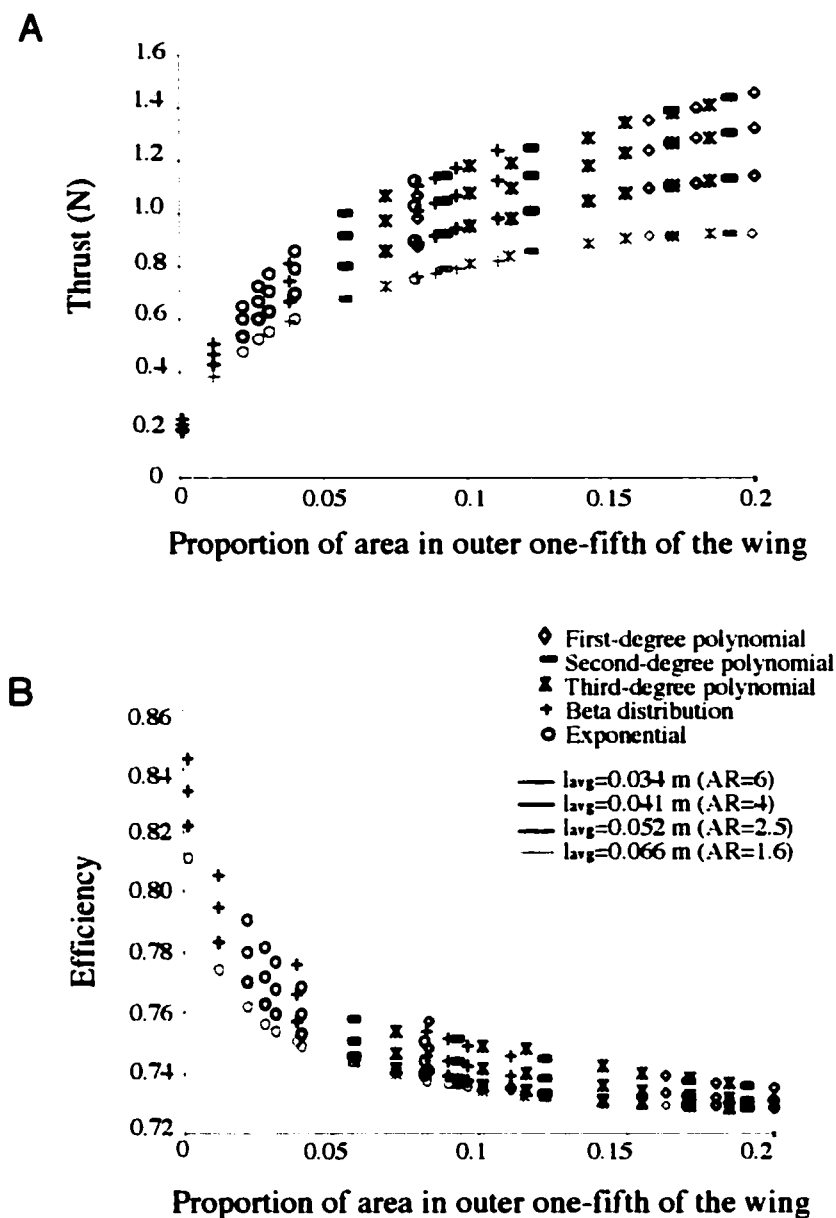 A
1.6
1.4
1.2
1.0
0.8
0.6
0.4
0.2
0
Thrust (N)
0 0.05 0.1 0.15 0.2
Proportion of area in outer one-fifth of the wing
First-degree polynomial
Second-degree polynomial
Third-degree polynomial
Beta distribution
Exponential
lavg=0.034 m (AR=6)
lavg=0.041 m (AR=4)
lavg=0.052 m (AR=2.5)
lavg=0.066 m (AR=1.6)
B
0.86
0.84
0.82
0.80
0.78
0.76
0.74
0.72
Efficiency
0 0.05 0.1 0.15 0.2
Proportion of area in outer one-fifth of the wing